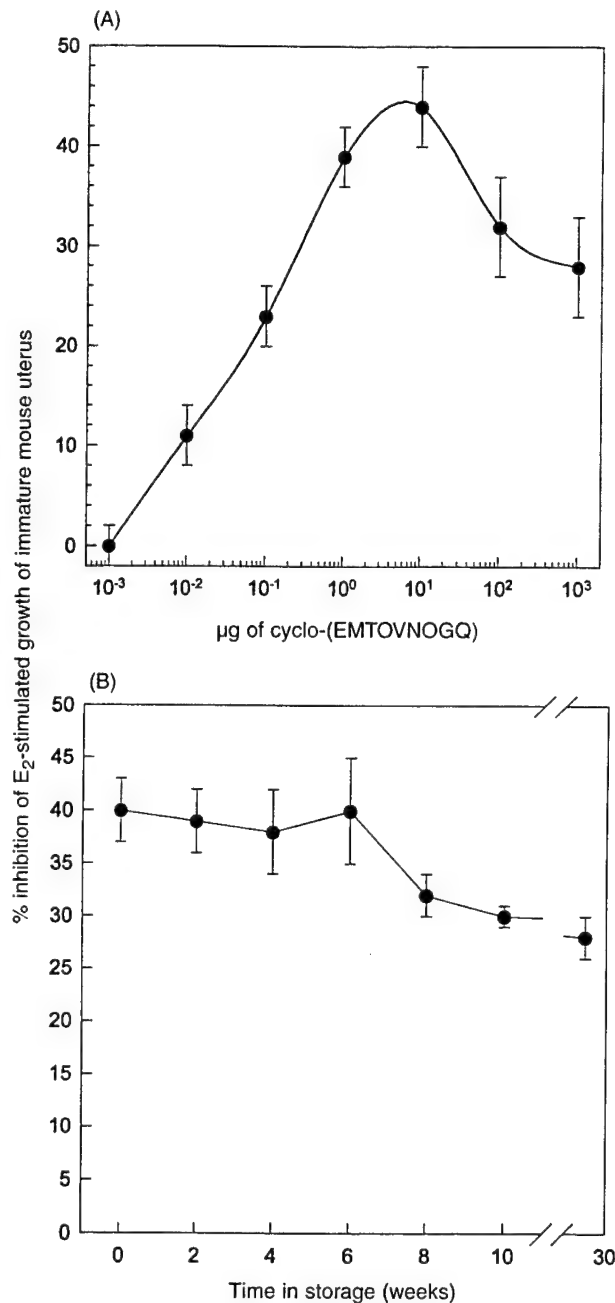 (A)
50
40
30
20
10
0
10⁻³ 10⁻² 10⁻¹ 10⁰ 10¹ 10² 10³
µg of cyclo-(EMTOVNOGQ)
% inhibition of E₂-stimulated growth of immature mouse uterus
(B)
50
45
40
35
30
25
20
15
10
5
0
0 2 4 6 8 10 30
Time in storage (weeks)